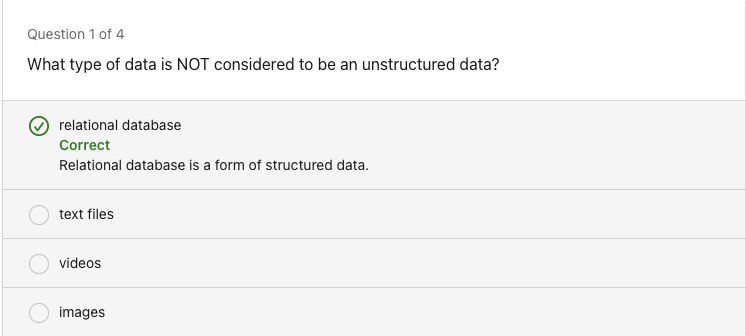 Question 1 of 4
What type of data is NOT considered to be an unstructured data?
relational database
Correct
Relational database is a form of structured data.
text files
videos
images